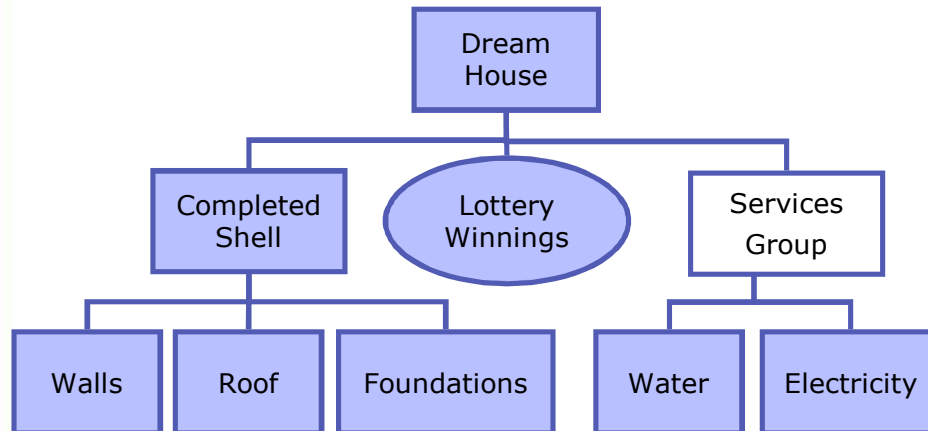 Dream
House
Completed
Shell
Lottery
Winnings
Services
Group
Walls
Roof
Foundations
Water
Electricity